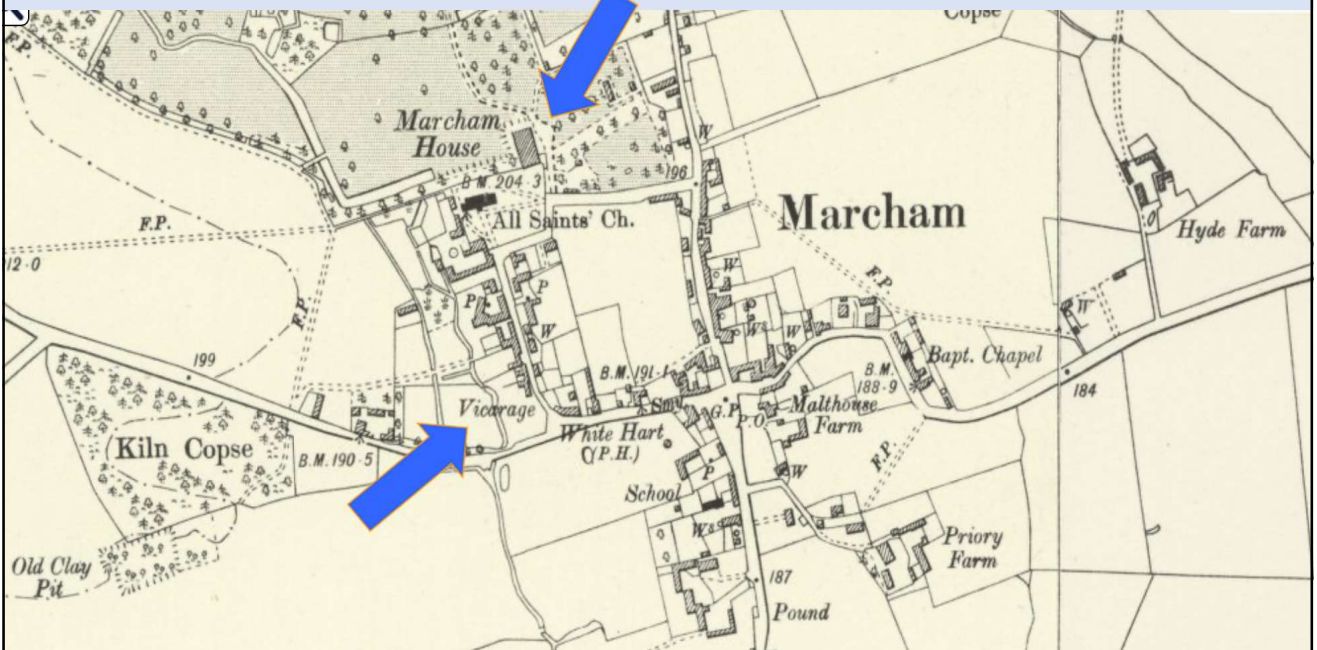 Copse
F.P.
Marcham
House
W
B.M. 204·3
196
All Saints' Ch.
Marcham
F.P.
Hyde Farm
12·0
W
F.P.
P
P
F.P.
W
W
Ws
W
199
B.M. 191·1
Bapt. Chapel
B.M.
188·9
184
Vicarage
Smy.
G.P.
P.O.
Malthouse
Farm
White Hart
(P.H.)
Kiln Copse
B.M. 190·5
F.P.
P
W
School
Ws
Priory
Farm
Old Clay
Pit
187
Pound